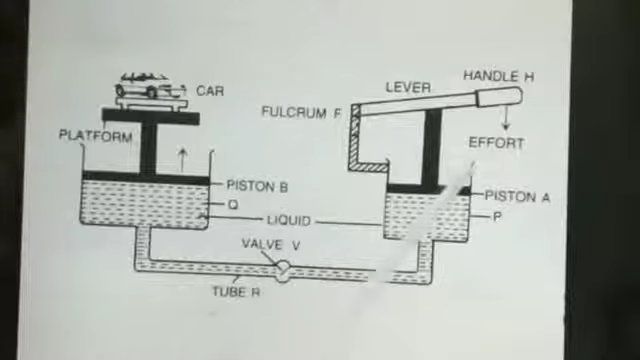 HANDLE H
LEVER
CAR
FULCRUM F
PLATFORM
EFFORT
PISTON B
PISTON A
Q
P
LIQUID
VALVE V
TUBE R